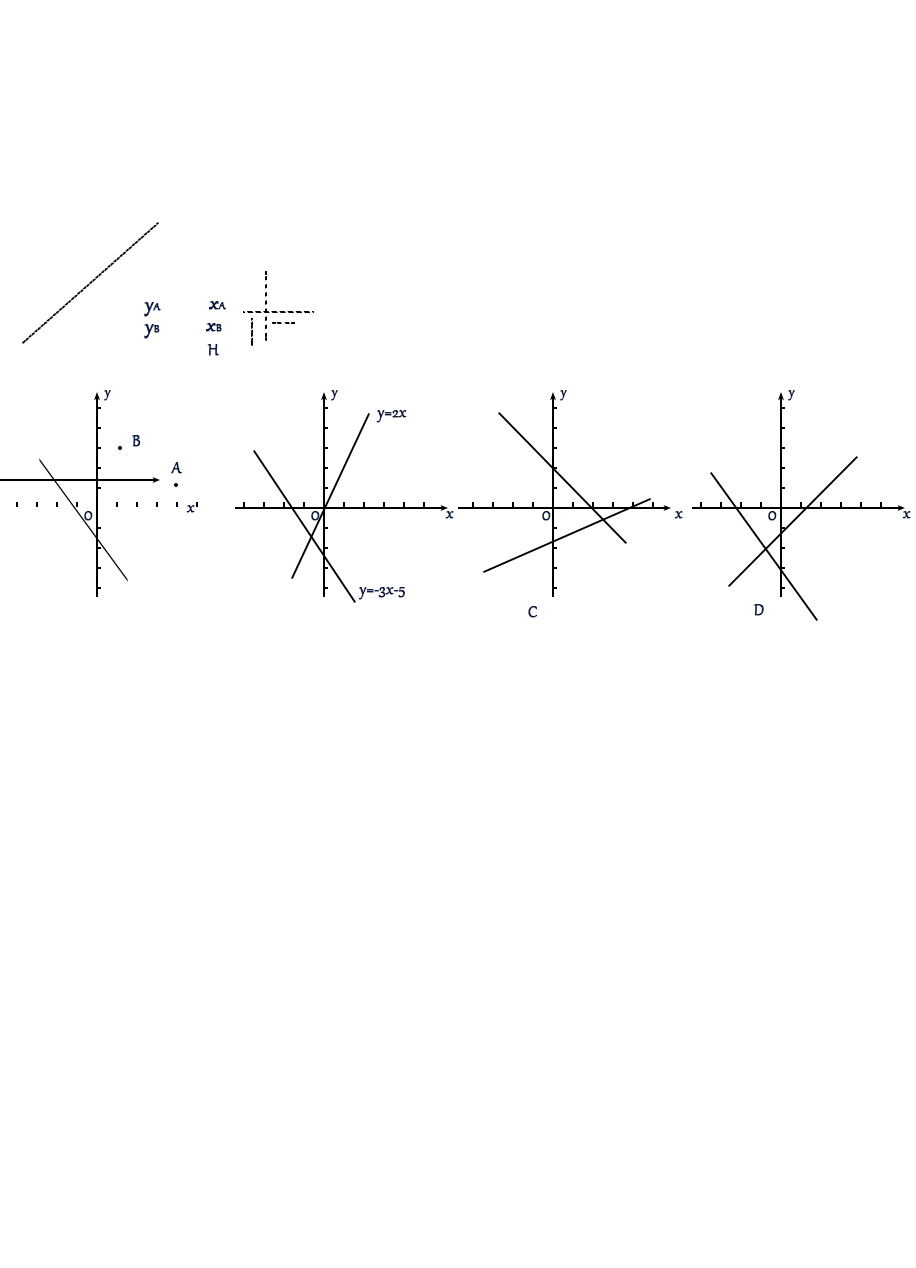 yA xA
yB xB
H
y y y y
y=2x
B
A
x x x x
O O O O
y=-3x-5
C D